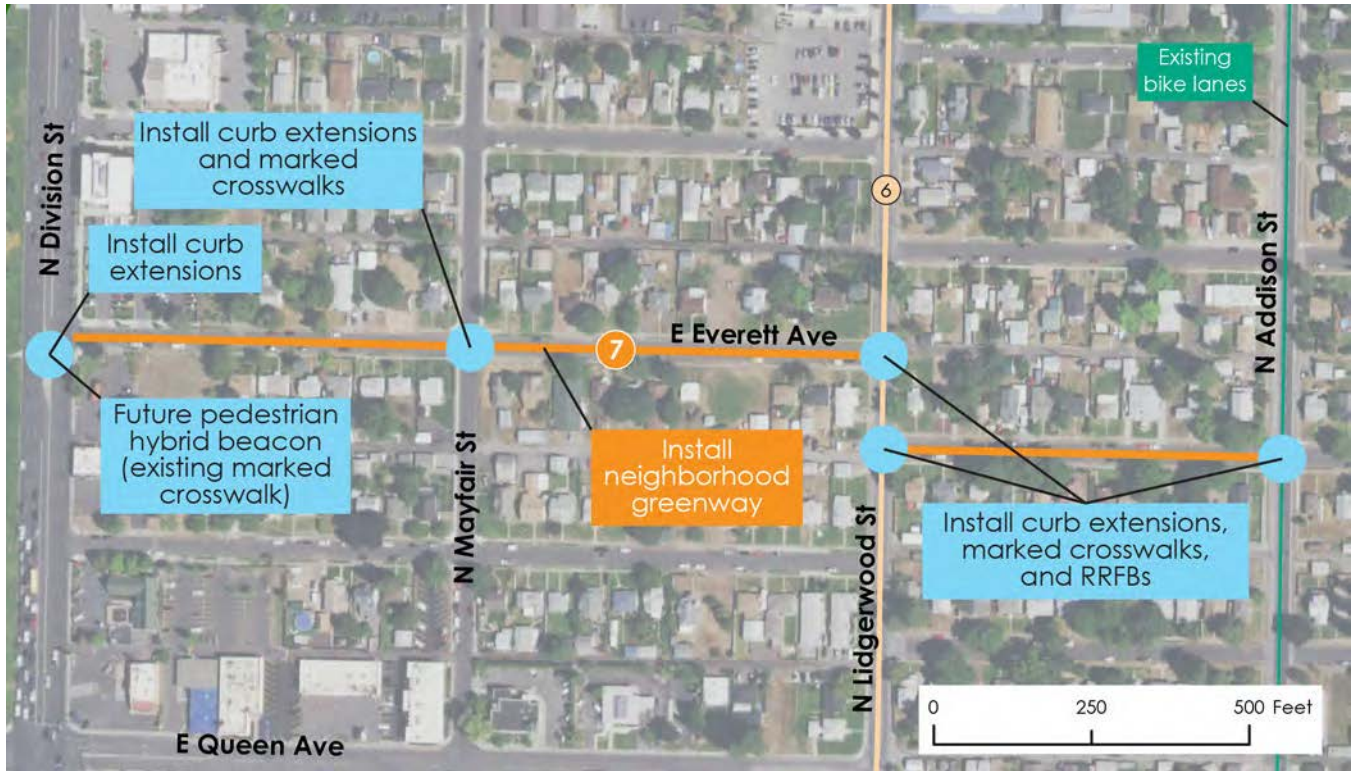 Existing
bike lanes
Install curb extensions
and marked
crosswalks
N Division St
Install curb
extensions
6
N Addison St
E Everett Ave
7
Future pedestrian
hybrid beacon
(existing marked
crosswalk)
N Mayfair St
Install
neighborhood
greenway
N Lidgerwood St
Install curb extensions,
marked crosswalks,
and RRFBs
0 250 500 Feet
E Queen Ave